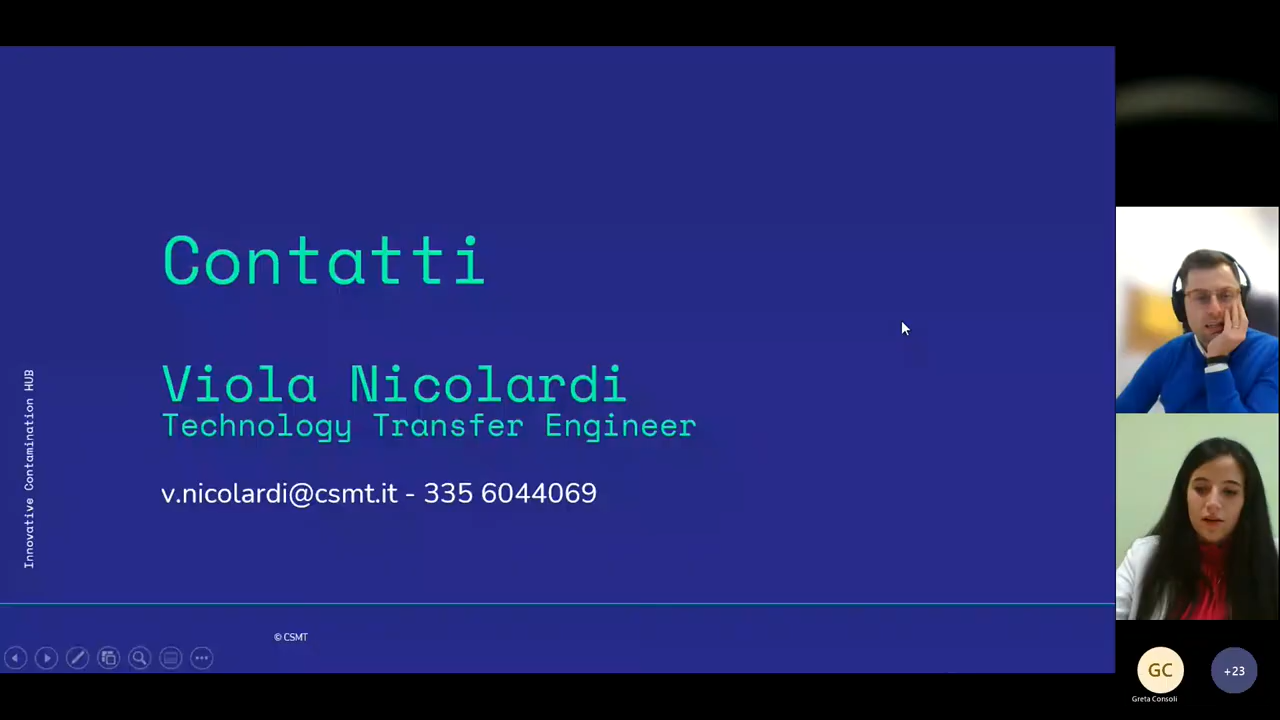 Contatti
Viola Nicolardi
Technology Transfer Engineer
v.nicolardi@csmt.it - 335 6044069
Innovative Contamination HUB
© CSMT
GC
+23
Greta Consoli